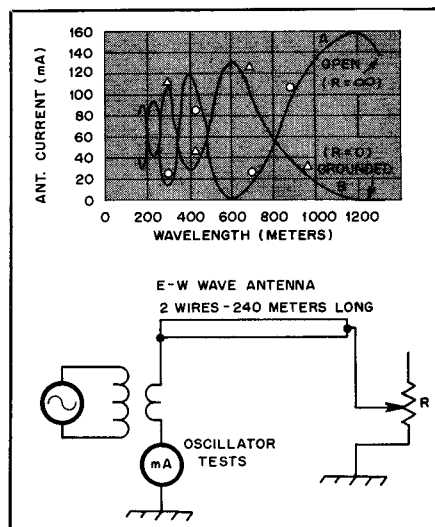 ANT. CURRENT (mA)
160
140
120
100
80
60
40
20
0
A
OPEN
(R=∞)
(R=0)
GROUNDED
B
0 200 400 600 800 1000 1200
WAVELENGTH (METERS)
E-W WAVE ANTENNA
2 WIRES-240 METERS LONG
R
OSCILLATOR
TESTS
mA